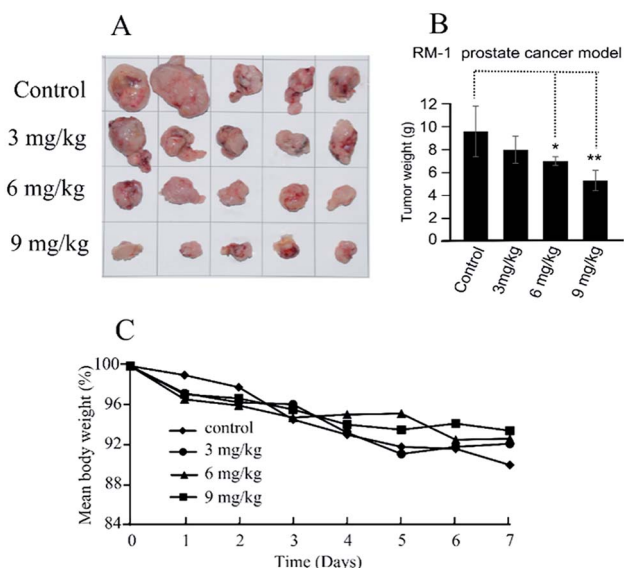 A
Control
3 mg/kg
6 mg/kg
9 mg/kg
B
RM-1 prostate cancer model
Tumor weight (g)
12
10
8
6
4
2
0
*
**
Control
3mg/kg
6 mg/kg
9 mg/kg
C
Mean body weight (%)
100
96
92
88
84
control
3 mg/kg
6 mg/kg
9 mg/kg
0 1 2 3 4 5 6 7
Time (Days)